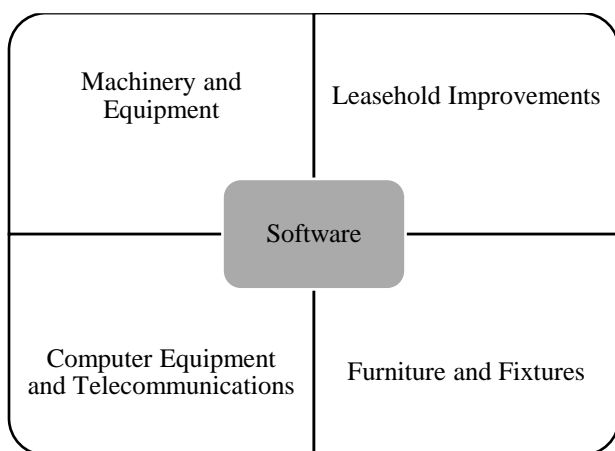 Machinery and
Equipment
Leasehold Improvements
Software
Computer Equipment
and Telecommunications
Furniture and Fixtures